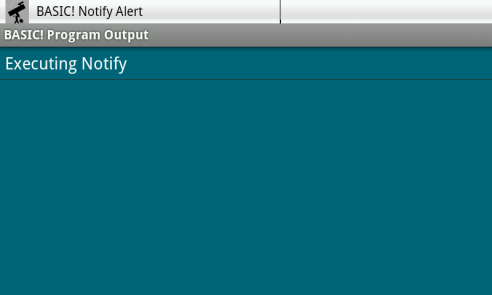 BASIC! Notify Alert
BASIC! Program Output
Executing Notify